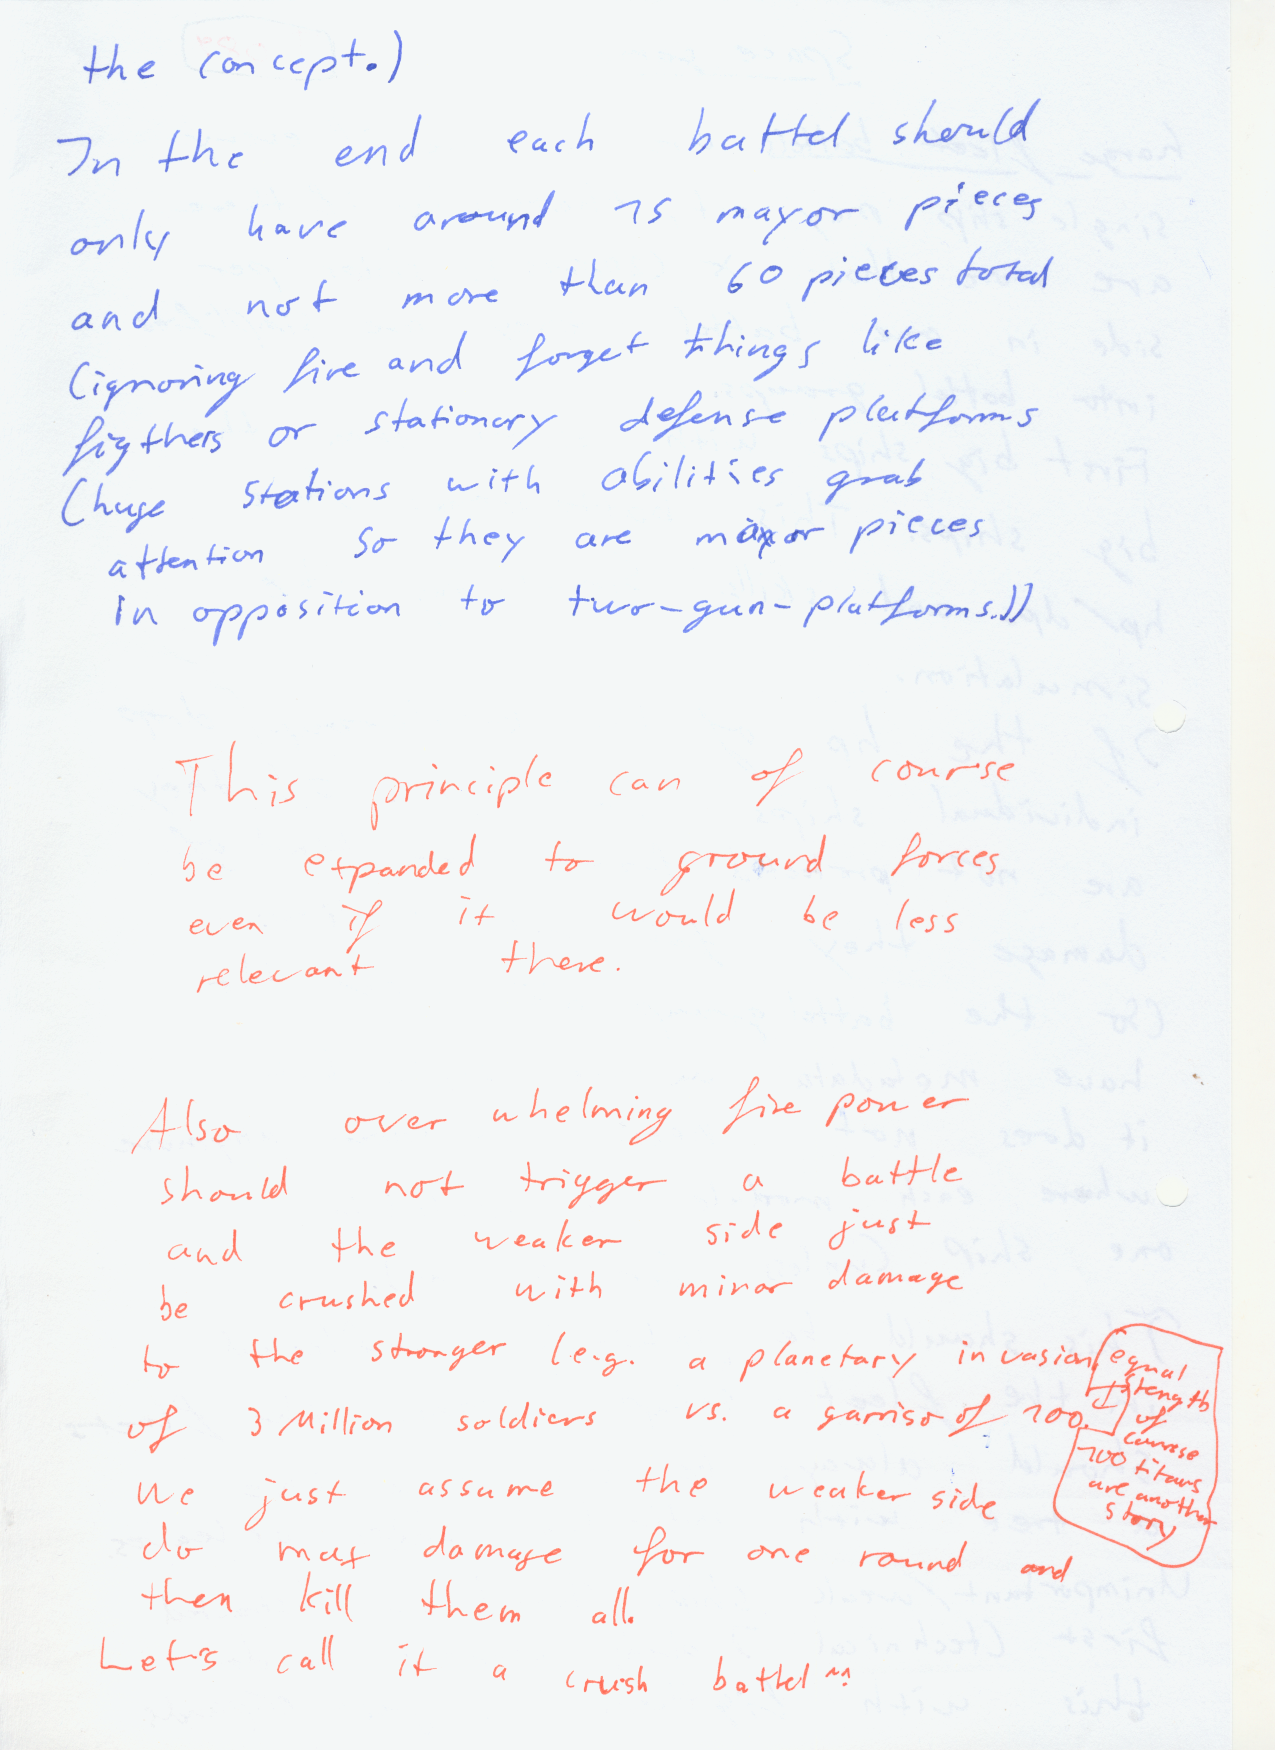 the concept.)
In the end each battel should
only have around 15 mayor pieces
and not more than 60 pieces total
(ignoring fire and forget things like
figthers or stationary defense platforms
(huge stations with abilities grab
attention so they are mayor pieces
in opposition to two-gun-platforms.))
This principle can of course
be expanded to ground forces
even if it would be less
relevant there.
Also over whelming fire power
should not trigger a battle
and the weaker side just
be crushed with minor damage
to the stronger (e.g. a planetary invasion
of 3 Million soldiers vs. a garriso of 100.
equal
stength
of
course
100 titans
are another
story
We just assume the weaker side
do max damage for one round and
then kill them all.
Let's call it a crush battel ^^